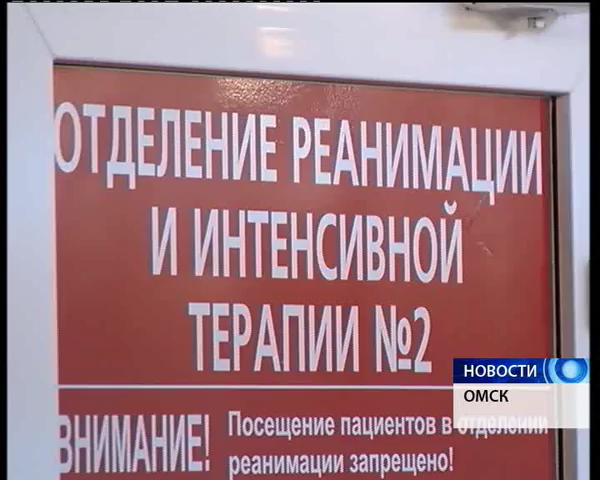 ОТДЕЛЕНИЕ РЕАНИМАЦИИ
И ИНТЕНСИВНОЙ
ТЕРАПИИ №2
НОВОСТИ
ОМСК
ВНИМАНИЕ!
Посещение пациентов в отделении
реанимации запрещено!